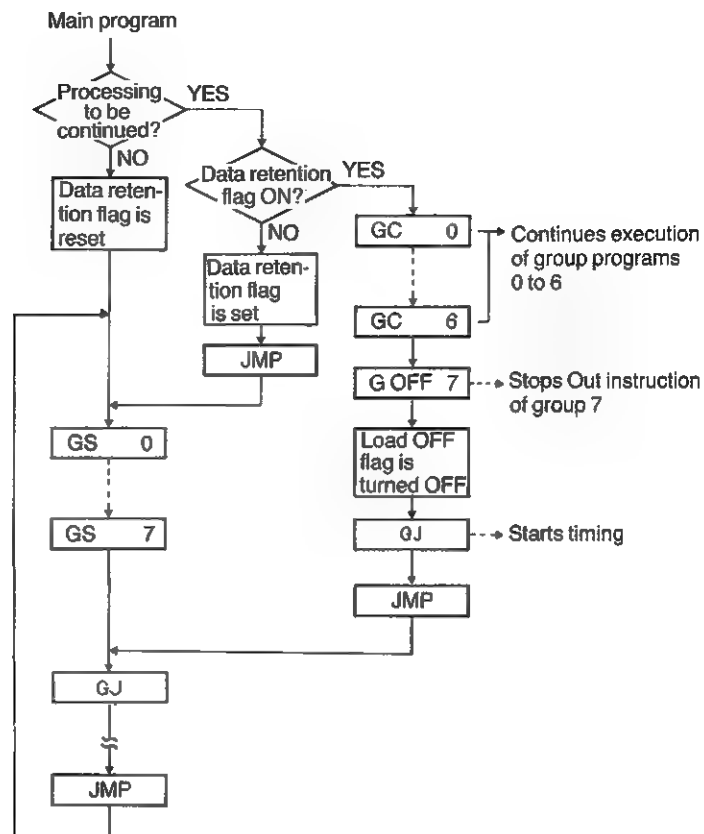 Main program
Processing
to be
continued?
YES
NO
Data reten-
tion flag is
reset
Data retention
flag ON?
YES
NO
Data reten-
tion flag
is set
JMP
GC 0
Continues execution
of group programs
0 to 6
GC 6
G OFF 7
Stops Out instruction
of group 7
Load OFF
flag is
turned OFF
GJ
Starts timing
JMP
GS 0
GS 7
GJ
JMP